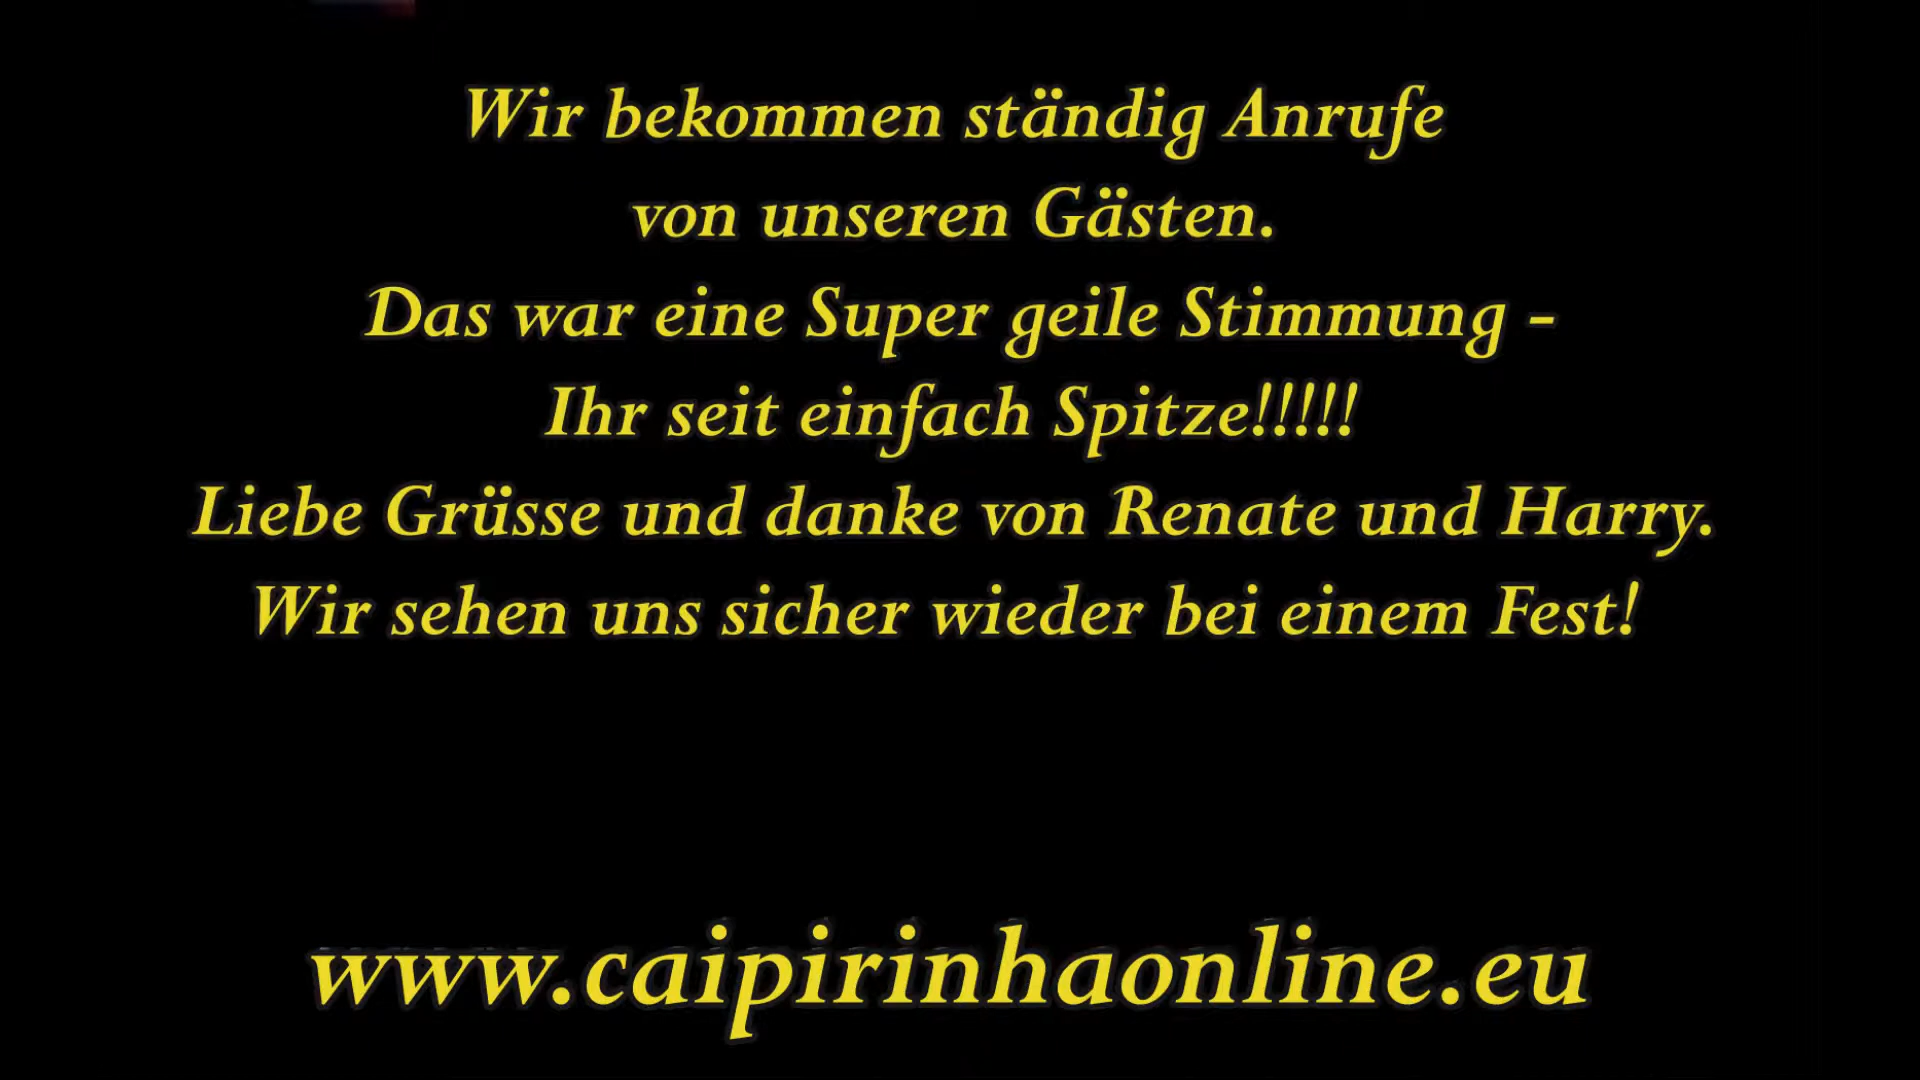 Wir bekommen ständig Anrufe
von unseren Gästen.
Das war eine Super geile Stimmung -
Ihr seit einfach Spitze!!!!!
Liebe Grüsse und danke von Renate und Harry.
Wir sehen uns sicher wieder bei einem Fest!
www.caipirinhaonline.eu